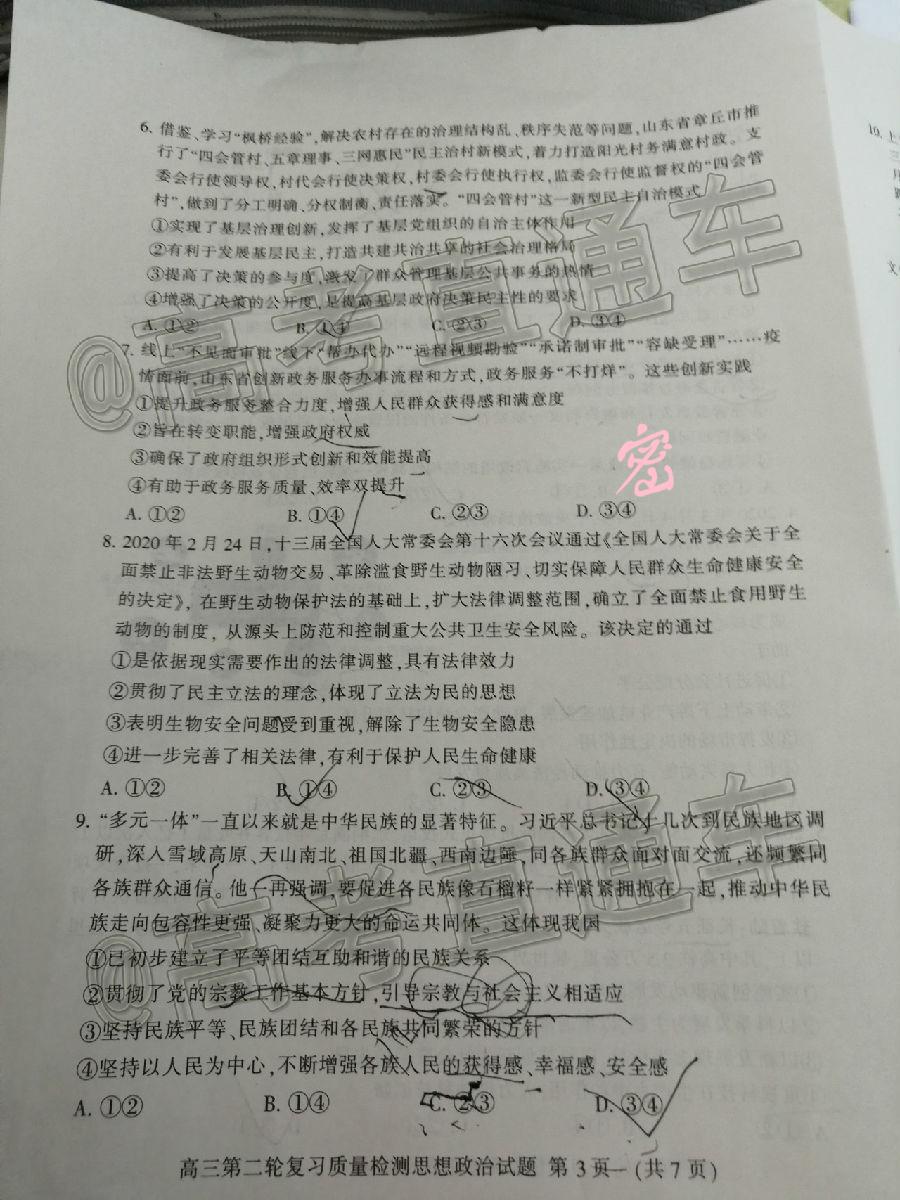 6. 借鉴、学习“枫桥经验”,解决农村存在的治理结构乱、秩序失范等问题,山东省章丘市推
行了“四会管村、五章理事、三网惠民”民主治村新模式,着力打造阳光村务满意村政。支
委会行使领导权,村代会行使决策权,村委会行使执行权,监委会行使监督权的“四会管
村”,做到了分工明确、分权制衡、责任落实。“四会管村”这一新型民主自治模式
①实现了基层治理创新,发挥了基层党组织的自治主体作用
②有利于发展基层民主,打造共建共治共享的社会治理格局
③提高了决策的参与度,激发了群众管理基层公共事务的热情
④增强了决策的公开度,是提高基层政府决策民主性的要求
A. ①② B. ①④ C. ②③ D. ③④
7. 线上“不见面审批”线下“帮办代办”“远程视频勘验”“承诺制审批”“容缺受理”……疫
情面前,山东省创新政务服务办事流程和方式,政务服务“不打烊”。这些创新实践
①提升政务服务整合力度,增强人民群众获得感和满意度
②旨在转变职能,增强政府权威
③确保了政府组织形式创新和效能提高
④有助于政务服务质量、效率双提升
A. ①② B. ①④ C. ②③ D. ③④
密
8. 2020年2月24日,十三届全国人大常委会第十六次会议通过《全国人大常委会关于全
面禁止非法野生动物交易、革除滥食野生动物陋习、切实保障人民群众生命健康安全
的决定》,在野生动物保护法的基础上,扩大法律调整范围,确立了全面禁止食用野生
动物的制度,从源头上防范和控制重大公共卫生安全风险。该决定的通过
①是依据现实需要作出的法律调整,具有法律效力
②贯彻了民主立法的理念,体现了立法为民的思想
③表明生物安全问题受到重视,解除了生物安全隐患
④进一步完善了相关法律,有利于保护人民生命健康
A. ①② B. ①④ C. ②③ D. ③④
9. “多元一体”一直以来就是中华民族的显著特征。习近平总书记十几次到民族地区调
研,深入雪域高原、天山南北、祖国北疆、西南边陲,同各族群众面对面交流,还频繁同
各族群众通信。他一再强调,要促进各民族像石榴籽一样紧紧拥抱在一起,推动中华民
族走向包容性更强、凝聚力更大的命运共同体。这体现我国
①已初步建立了平等团结互助和谐的民族关系
②贯彻了党的宗教工作基本方针,引导宗教与社会主义相适应
③坚持民族平等、民族团结和各民族共同繁荣的方针
④坚持以人民为中心,不断增强各族人民的获得感、幸福感、安全感
A. ①② B. ①④ C. ②③ D. ③④
高三第二轮复习质量检测思想政治试题 第3页 (共7页)
@高考直通车
@高考直通车
10. 上
三
月
文